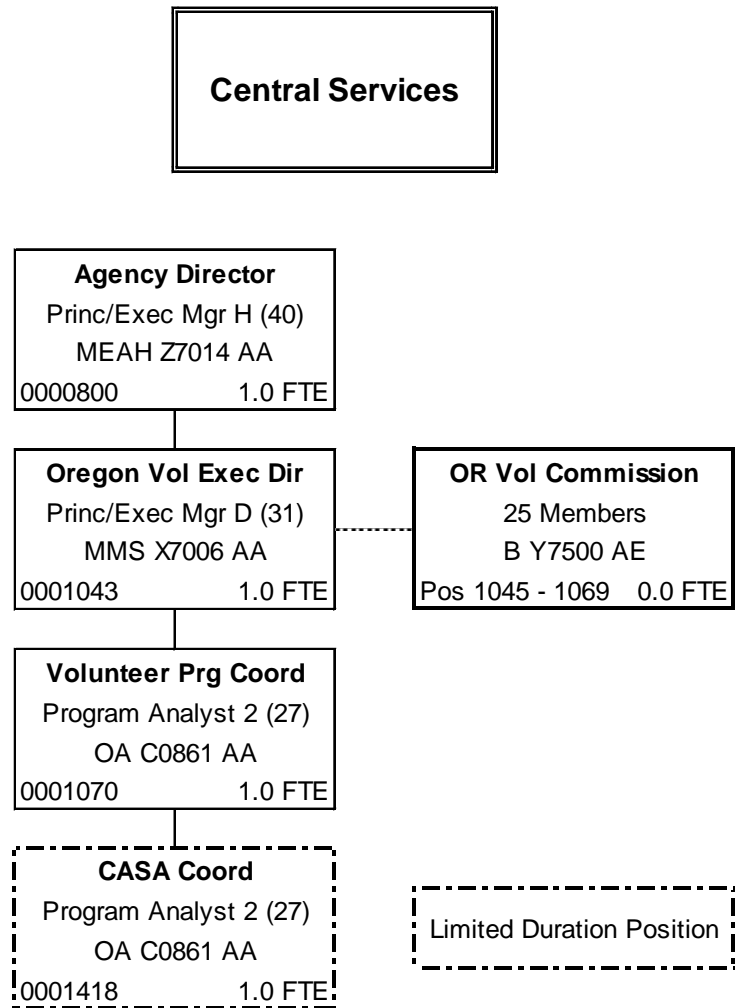 Central Services
Agency Director
Princ/Exec Mgr H (40)
MEAH Z7014 AA
0000800 1.0 FTE
Oregon Vol Exec Dir
Princ/Exec Mgr D (31)
MMS X7006 AA
0001043 1.0 FTE
OR Vol Commission
25 Members
B Y7500 AE
Pos 1045 - 1069 0.0 FTE
Volunteer Prg Coord
Program Analyst 2 (27)
OA C0861 AA
0001070 1.0 FTE
CASA Coord
Program Analyst 2 (27)
OA C0861 AA
0001418 1.0 FTE
Limited Duration Position